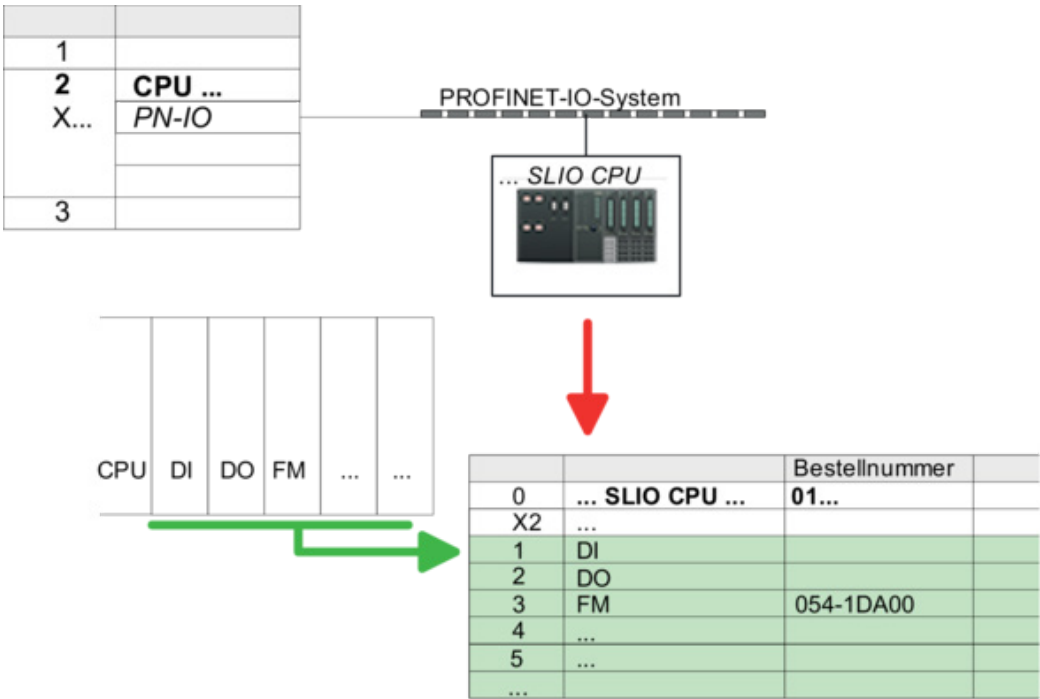 1
2 CPU ...
X... PN-IO
3
PROFINET-IO-System
... SLIO CPU
CPU DI DO FM ... ...
Bestellnummer
0 ... SLIO CPU ... 01...
X2 ...
1 DI
2 DO
3 FM 054-1DA00
4 ...
5 ...
...